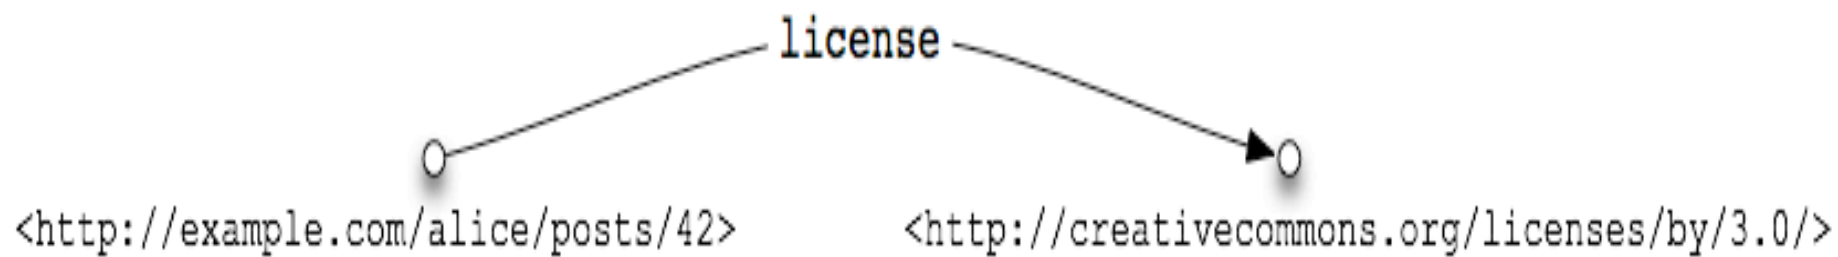 license
<http://example.com/alice/posts/42>
<http://creativecommons.org/licenses/by/3.0/>